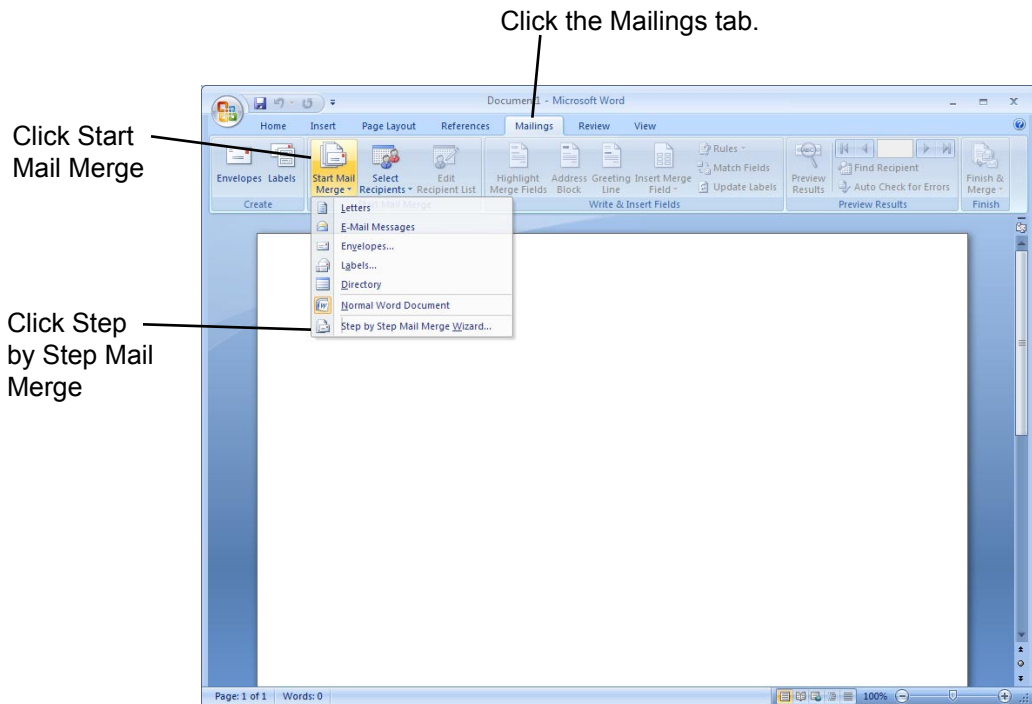 Click the Mailings tab.
Click Start
Mail Merge
Click Step
by Step Mail
Merge
Document1 - Microsoft Word
Home Insert Page Layout References Mailings Review View
Envelopes Labels
Create
Start Mail
Merge
Select
Recipients
Edit
Recipient List
Mail Merge
Highlight
Merge Fields
Address
Block
Greeting
Line
Insert Merge
Field
Rules
Match Fields
Update Labels
Write & Insert Fields
ABC
Preview
Results
Find Recipient
Auto Check for Errors
Preview Results
Finish &
Merge
Finish
Letters
E-Mail Messages
Envelopes...
Labels...
Directory
Normal Word Document
Step by Step Mail Merge Wizard...
Page: 1 of 1 Words: 0 100%